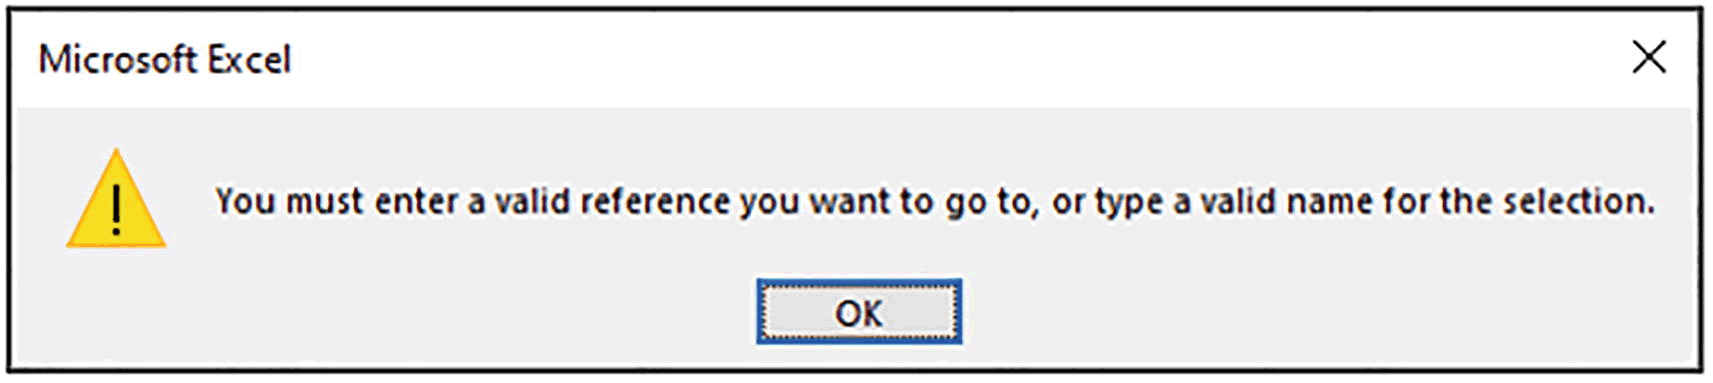 Microsoft Excel
You must enter a valid reference you want to go to, or type a valid name for the selection.
OK